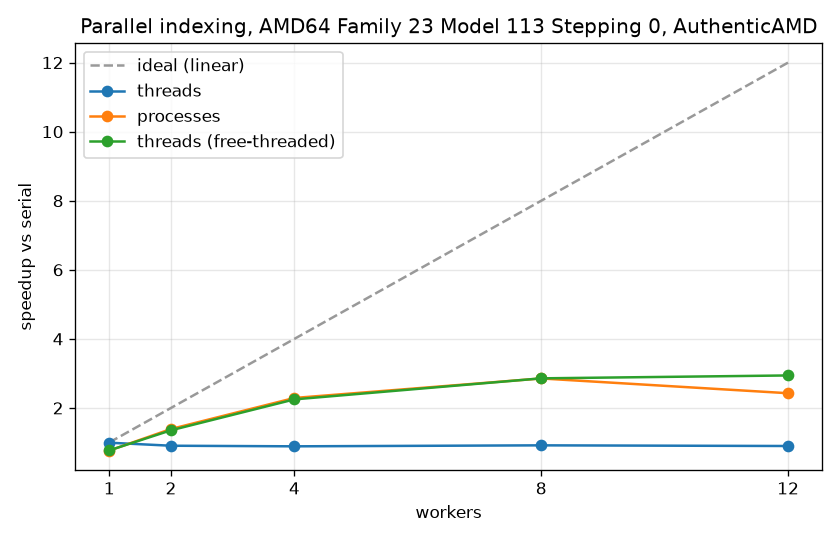 Parallel indexing, AMD64 Family 23 Model 113 Stepping 0, AuthenticAMD
ideal (linear)
threads
processes
threads (free-threaded)
speedup vs serial
12
10
8
6
4
2
1 2 4 8 12
workers